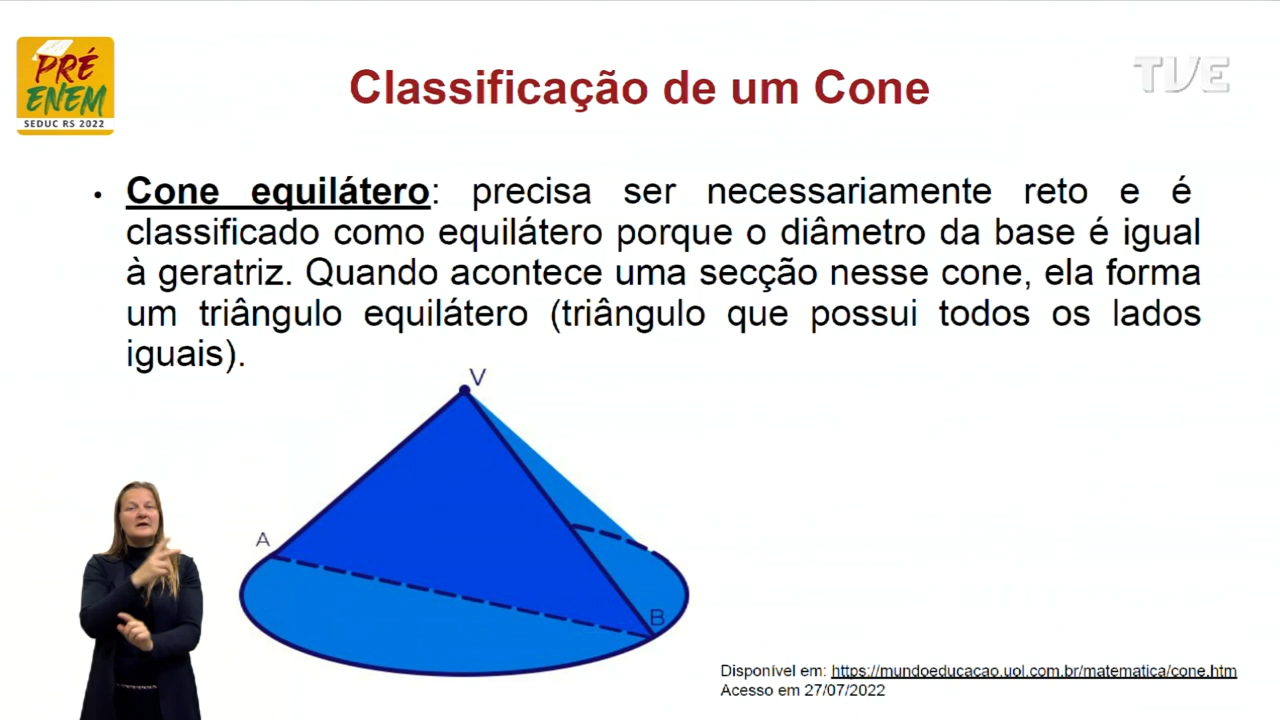 PRÉ
ENEM
SEDUC RS 2022
Classificação de um Cone
TVE
• Cone equilátero: precisa ser necessariamente reto e é
classificado como equilátero porque o diâmetro da base é igual
à geratriz. Quando acontece uma secção nesse cone, ela forma
um triângulo equilátero (triângulo que possui todos os lados
iguais).
V
A
B
Disponível em: https://mundoeducacao.uol.com.br/matematica/cone.htm
Acesso em 27/07/2022